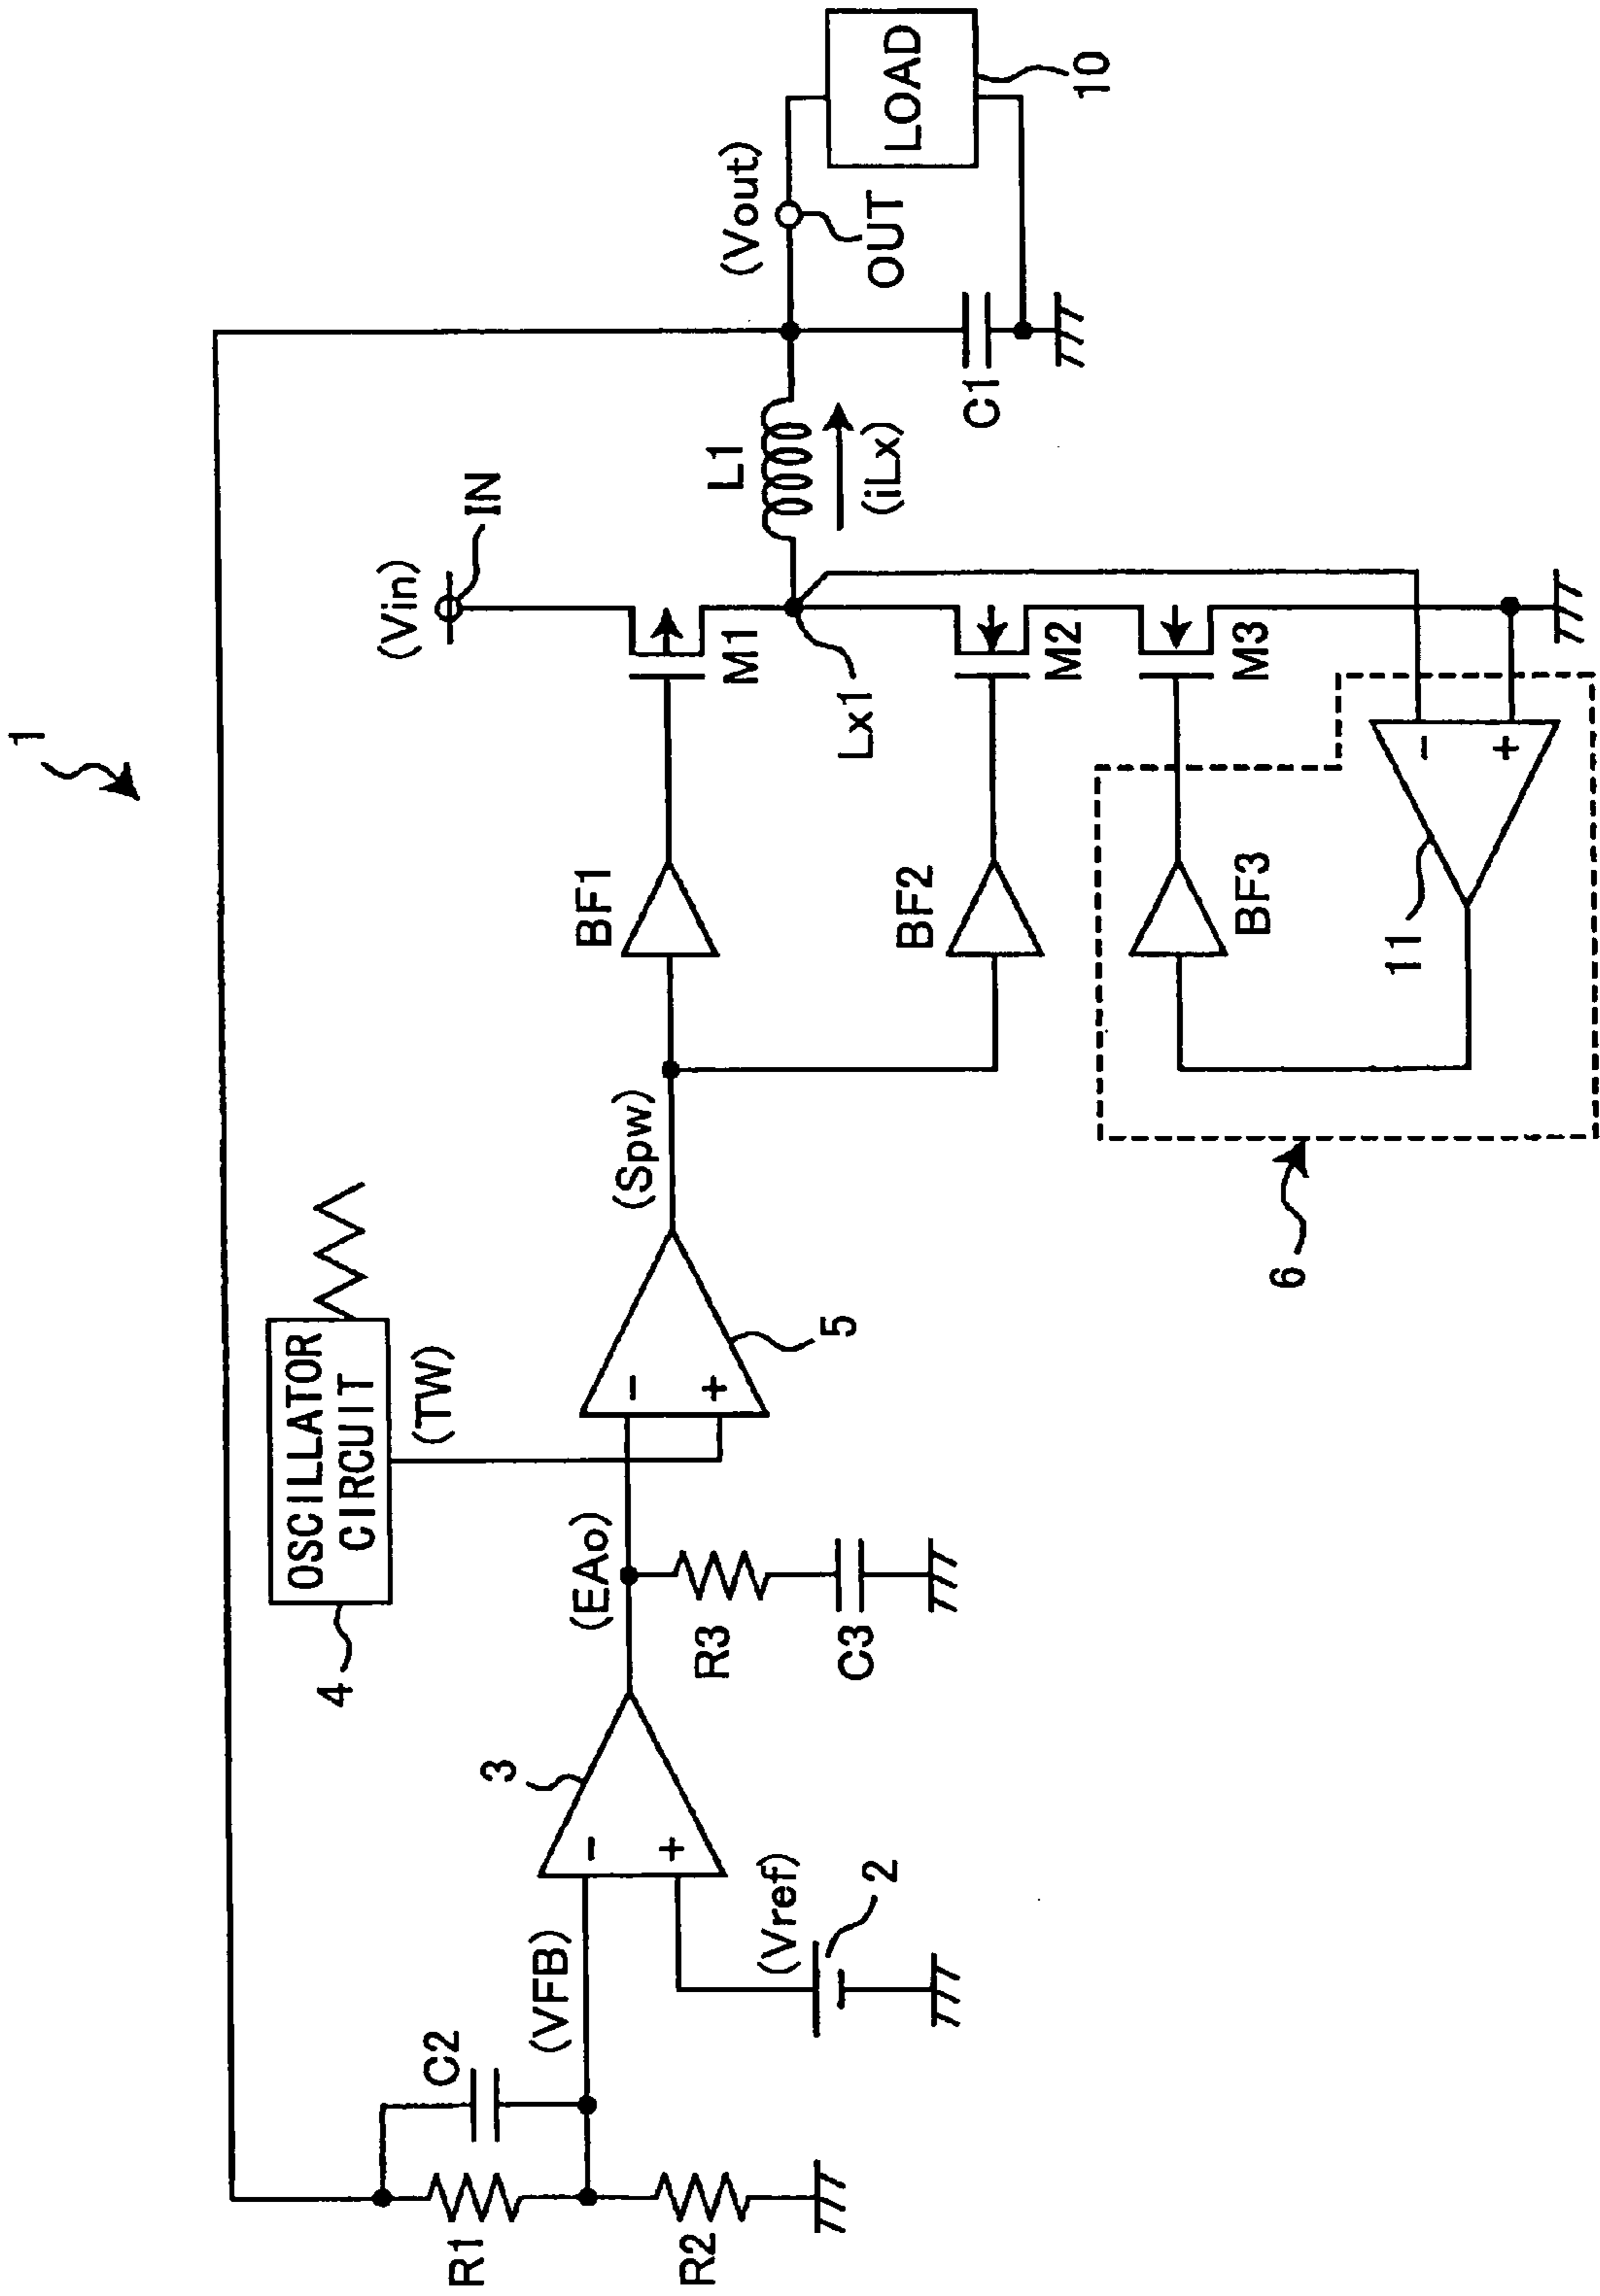 1
(Vin)
IN
(Vout)
OUT
LOAD
10
L1
(iLx)
C1
Lx1
M1
M2
M3
BF1
BF2
BF3
-
+
11
6
(Spw)
OSCILLATOR
CIRCUIT
4
(TW)
-
+
5
(EAo)
R3
C3
3
-
+
(VFB)
(Vref)
2
C2
R1
R2